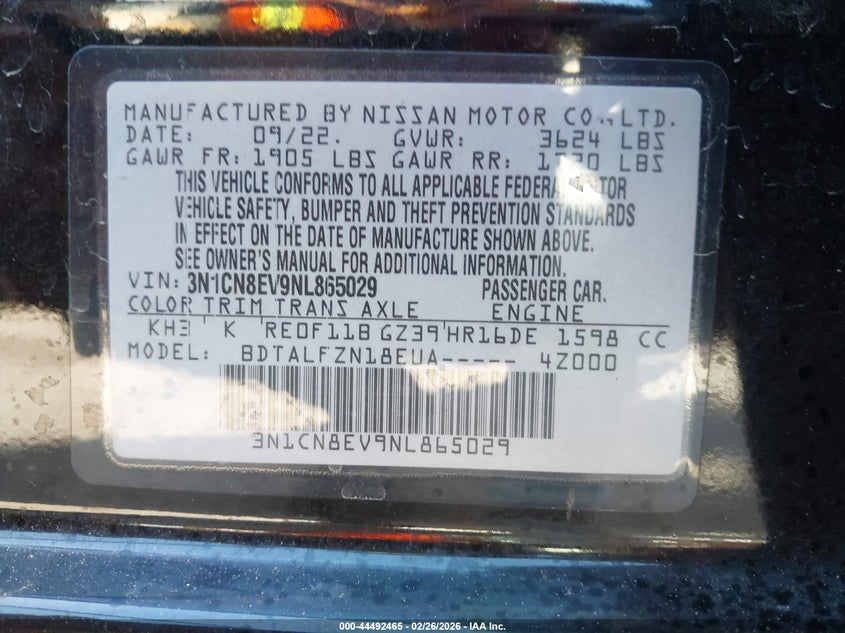 MANUFACTURED BY NISSAN MOTOR CO., LTD.
DATE: 09/22. GVWR: 3624 LBS
GAWR FR: 1905 LBS GAWR RR: LBS
THIS VEHICLE CONFORMS TO ALL APPLICABLE FEDERAL MOTOR
VEHICLE SAFETY, BUMPER AND THEFT PREVENTION STANDARDS
IN EFFECT ON THE DATE OF MANUFACTURE SHOWN ABOVE.
SEE OWNER'S MANUAL FOR ADDITIONAL INFORMATION.
VIN: 3N1CN8EV9NL865029 PASSENGER CAR.
COLOR TRIM TRANS AXLE ENGINE
KH3 K RE0F11B GZ39 HR16DE 1598 CC
MODEL: BDTALFZN18EUA----- 4Z000
3N1CN8EV9NL865029
000-44492465 - 02/26/2026 - IAA Inc.